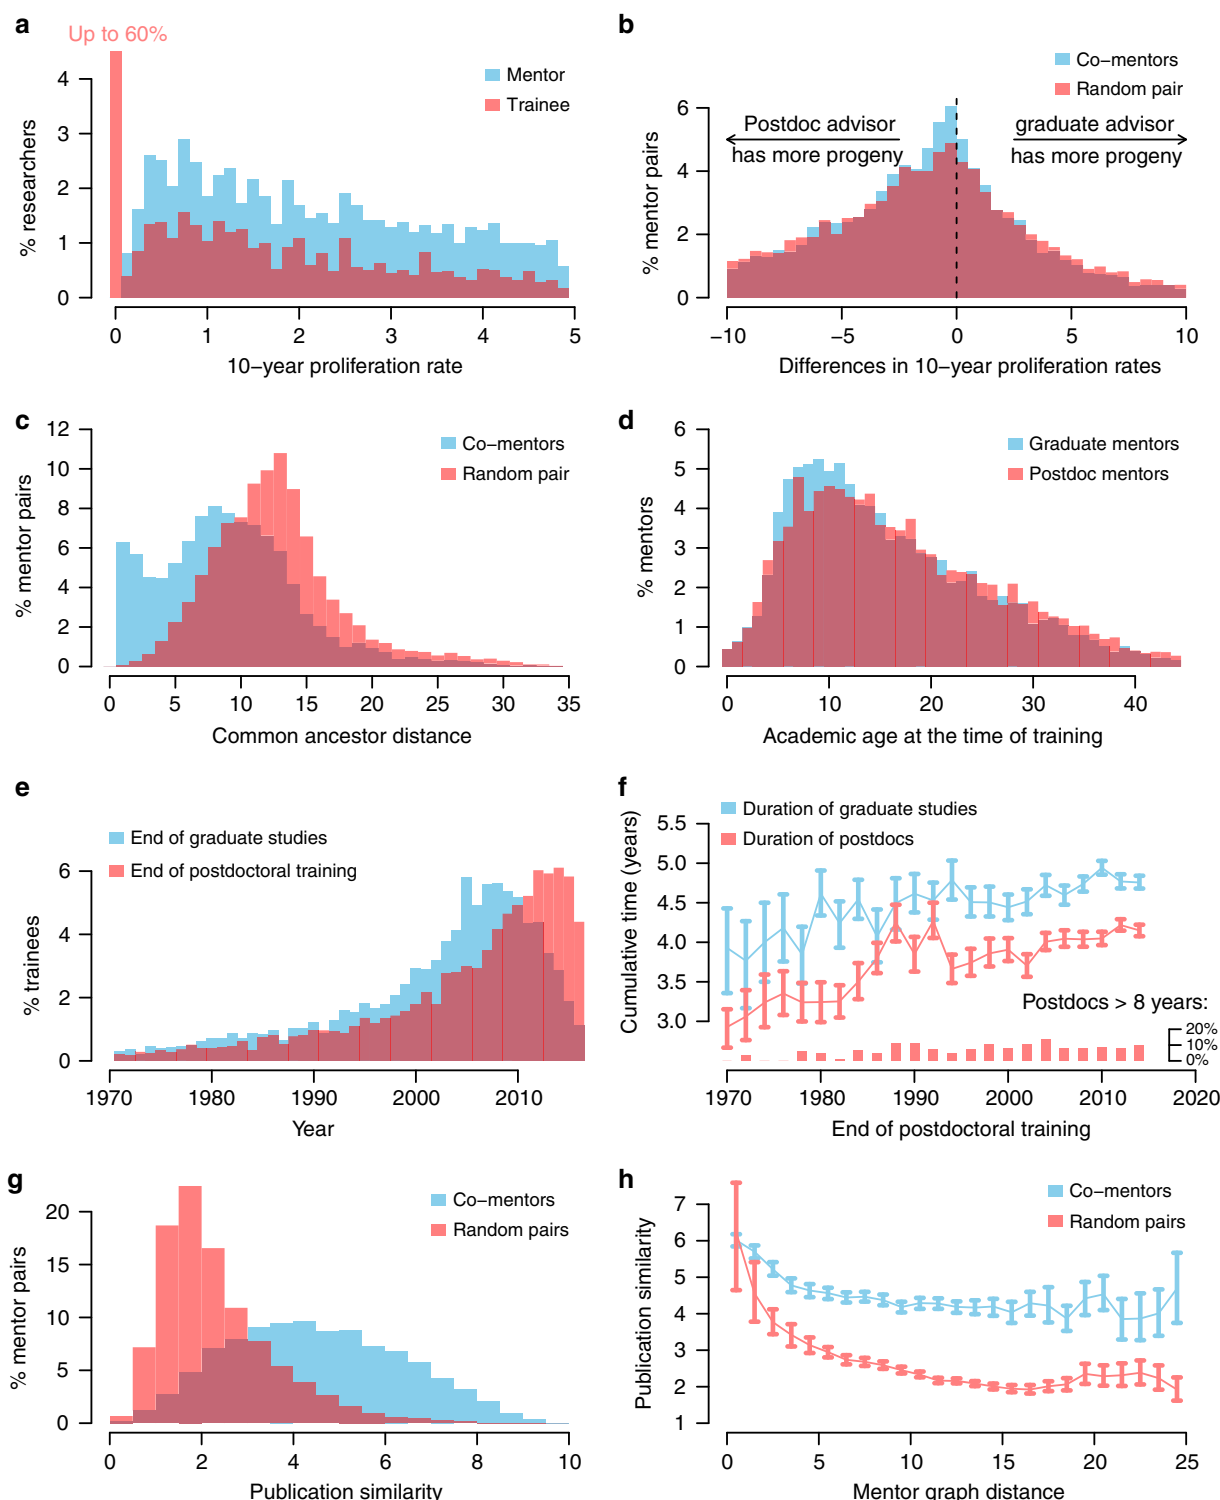 a
Up to 60%
4
3
2
1
0
% researchers
Mentor
Trainee
0 1 2 3 4 5
10−year proliferation rate
b
Co−mentors
Random pair
6
4
2
0
% mentor pairs
Postdoc advisor
has more progeny
graduate advisor
has more progeny
−10 −5 0 5 10
Differences in 10−year proliferation rates
c
12
10
8
6
4
2
0
% mentor pairs
Co−mentors
Random pair
0 5 10 15 20 25 30 35
Common ancestor distance
d
6
5
4
3
2
1
0
% mentors
Graduate mentors
Postdoc mentors
0 10 20 30 40
Academic age at the time of training
e
End of graduate studies
End of postdoctoral training
6
4
2
0
% trainees
1970 1980 1990 2000 2010
Year
f
Duration of graduate studies
Duration of postdocs
5.5
5.0
4.5
4.0
3.5
3.0
Cumulative time (years)
Postdocs > 8 years:
20%
10%
0%
1970 1980 1990 2000 2010 2020
End of postdoctoral training
g
20
15
10
5
0
% mentor pairs
Co−mentors
Random pairs
0 2 4 6 8 10
Publication similarity
h
7
6
5
4
3
2
1
Publication similarity
Co−mentors
Random pairs
0 5 10 15 20 25
Mentor graph distance